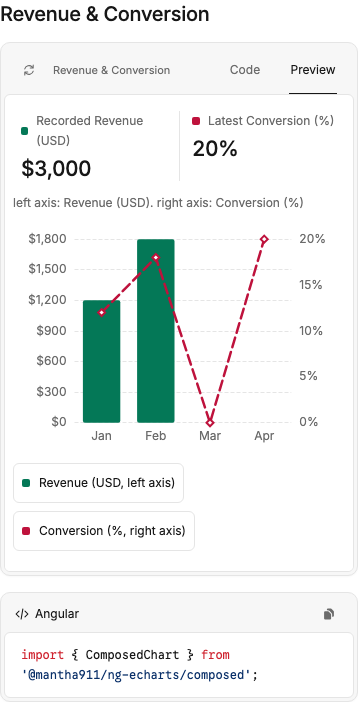 Revenue & Conversion
Revenue & Conversion
Code
Preview
Recorded Revenue
(USD)
$3,000
Latest Conversion (%)
20%
left axis: Revenue (USD). right axis: Conversion (%)
$1,800
$1,500
$1,200
$900
$600
$300
$0
20%
15%
10%
5%
0%
Jan
Feb
Mar
Apr
Revenue (USD, left axis)
Conversion (%, right axis)
</> Angular
import { ComposedChart } from
'@mantha911/ng-echarts/composed';